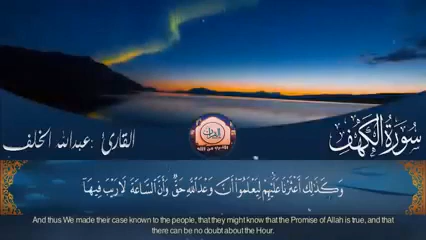 سورة الكهف
القارئ: عبدالله الخلف
وَكَذَٰلِكَ أَعْثَرْنَا عَلَيْهِمْ لِيَعْلَمُوٓا۟ أَنَّ وَعْدَ ٱللَّهِ حَقٌّ وَأَنَّ ٱلسَّاعَةَ لَا رَيْبَ فِيهَآ
And thus We made their case known to the people, that they might know that the Promise of Allah is true, and that
there can be no doubt about the Hour.